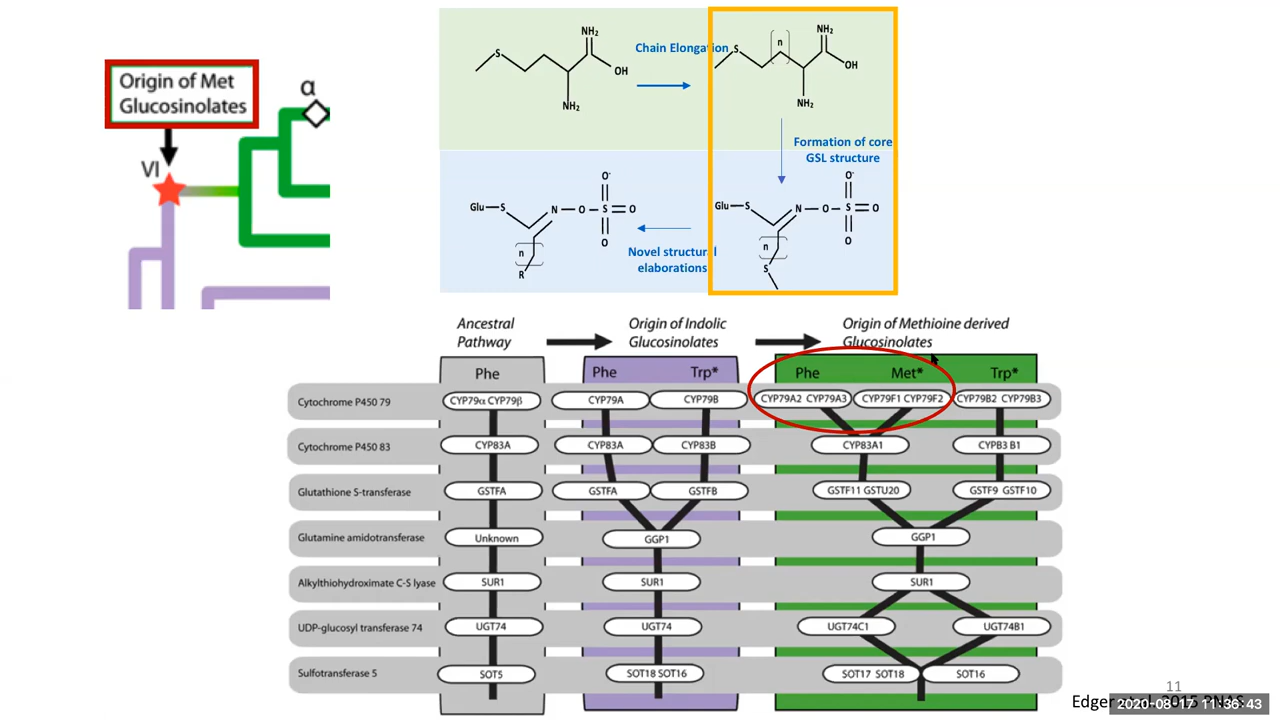 Origin of Met
Glucosinolates
α
VI
NH₂
S
OH
NH₂
Chain Elongation
n
NH₂
S
OH
NH₂
Formation of core
GSL structure
Glu
S
N
O
S
O
O-
O
n
R
Novel structural
elaborations
Glu
S
N
O
S
O
O-
O
n
S
Ancestral
Pathway
Origin of Indolic
Glucosinolates
Origin of Methioine derived
Glucosinolates
Phe
Phe
Trp*
Phe
Met*
Trp*
Cytochrome P450 79
CYP79α CYP79β
CYP79A
CYP79B
CYP79A2 CYP79A3
CYP79F1 CYP79F2
CYP79B2 CYP79B3
Cytochrome P450 83
CYP83A
CYP83A
CYP83B
CYP83A1
CYPB3 B1
Glutathione S-transferase
GSTFA
GSTFA
GSTFB
GSTF11 GSTU20
GSTF9 GSTF10
Glutamine amidotransferase
Unknown
GGP1
GGP1
Alkylthiohydroximate C-S lyase
SUR1
SUR1
SUR1
UDP-glucosyl transferase 74
UGT74
UGT74
UGT74C1
UGT74B1
Sulfotransferase 5
SOT5
SOT18 SOT16
SOT17 SOT18
SOT16
11
Edger
2020-08-17 11:36:43